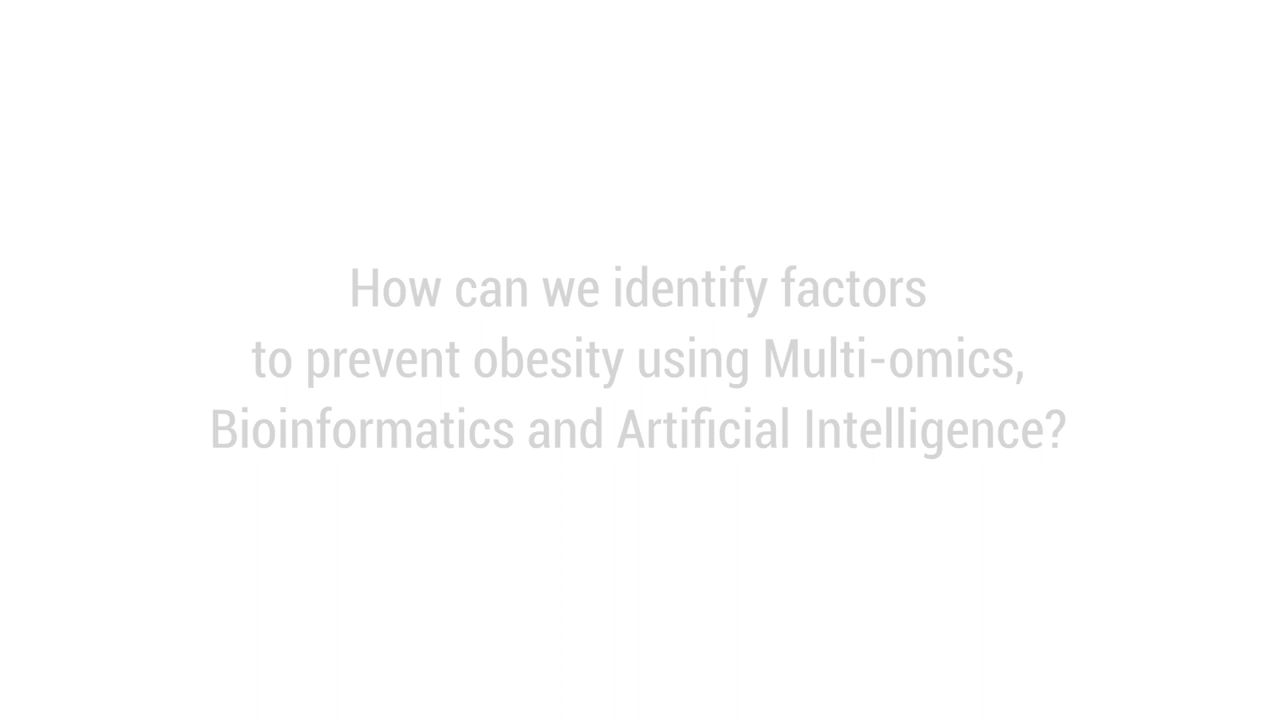 How can we identify factors
to prevent obesity using Multi-omics,
Bioinformatics and Artificial Intelligence?